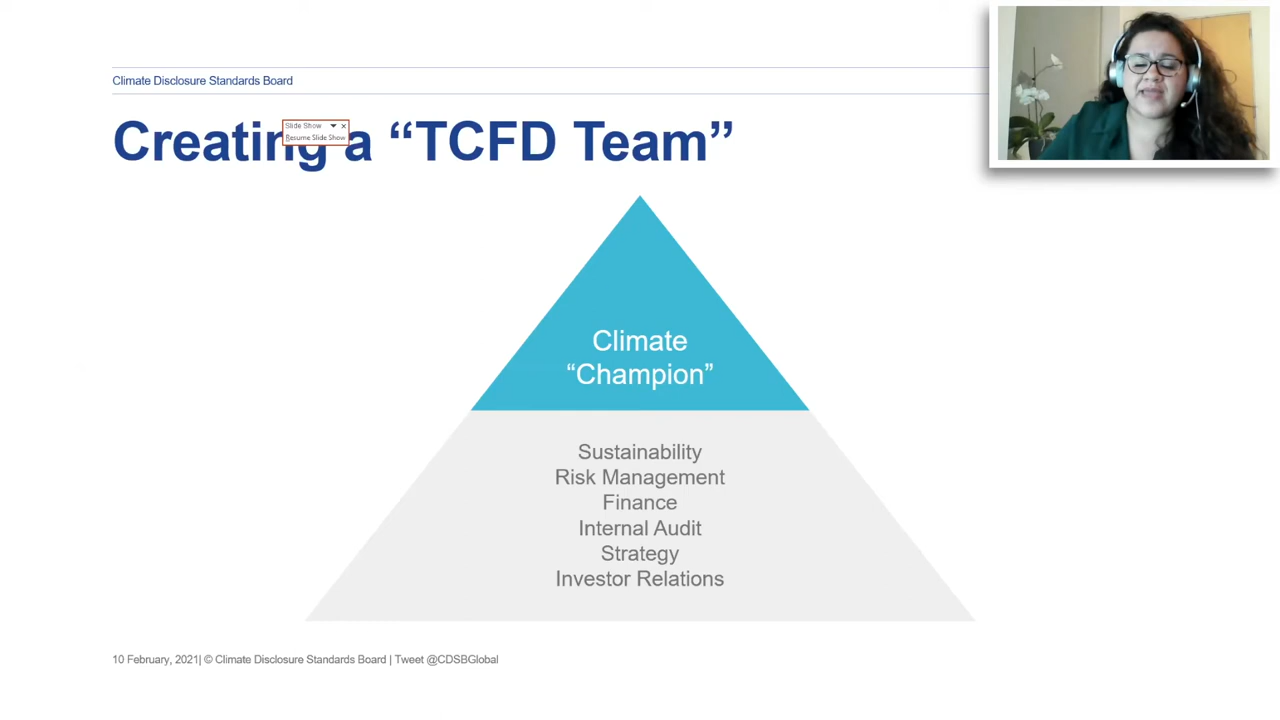 Climate Disclosure Standards Board
Creating a “TCFD Team”
Slide Show
Resume Slide Show
Climate
“Champion”
Sustainability
Risk Management
Finance
Internal Audit
Strategy
Investor Relations
10 February, 2021| © Climate Disclosure Standards Board | Tweet @CDSBGlobal